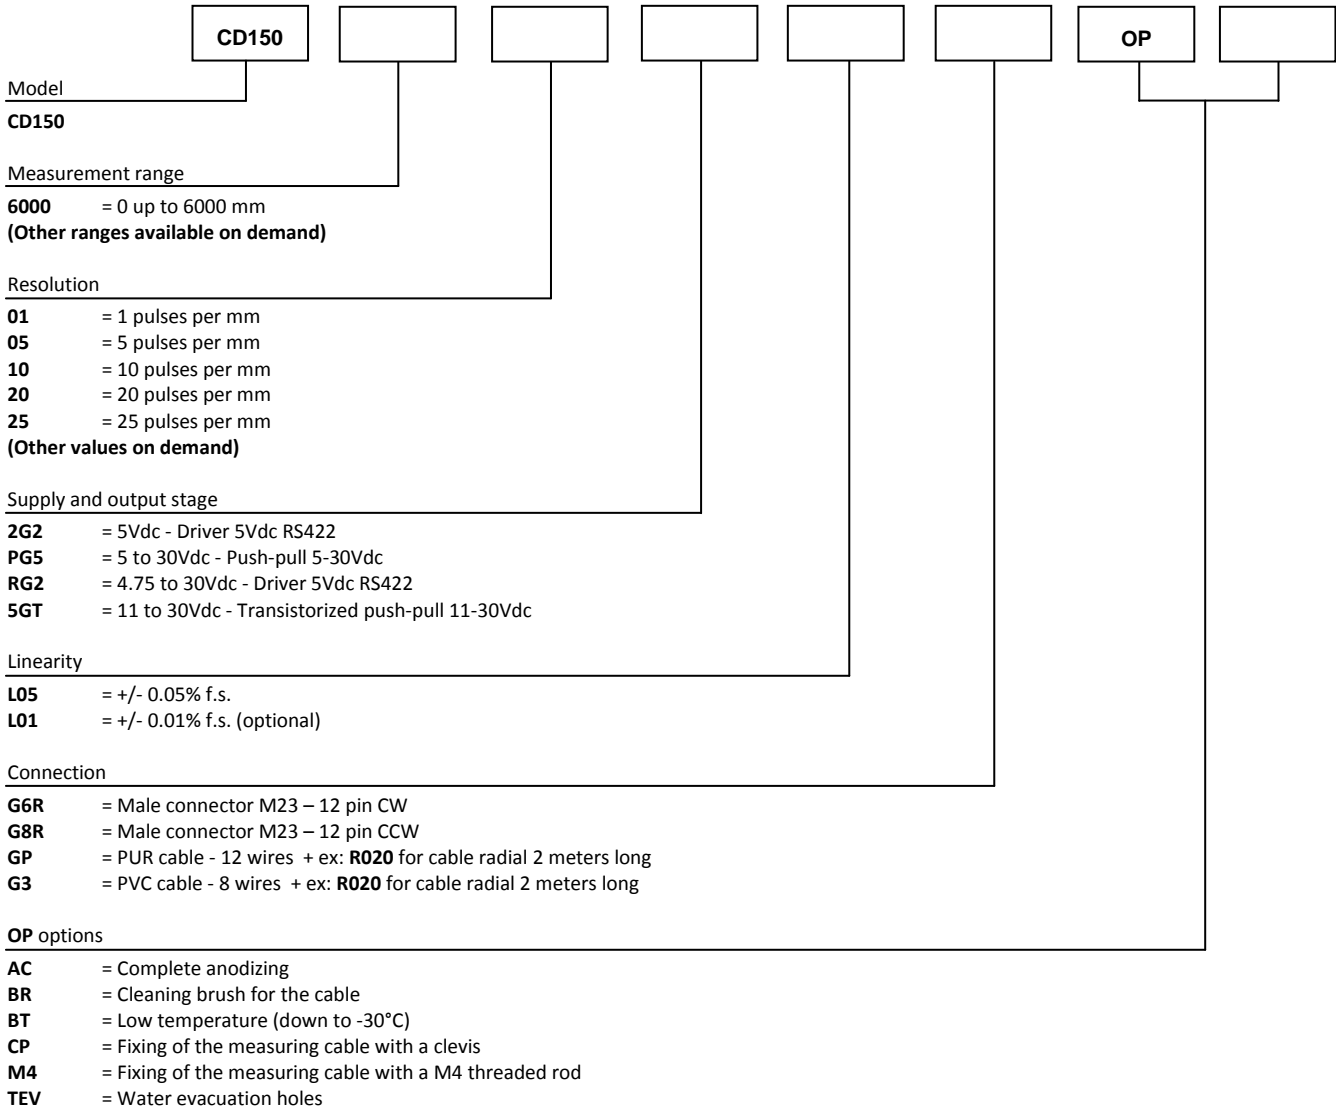 CD150 OP
Model
CD150
Measurement range
6000 = 0 up to 6000 mm
(Other ranges available on demand)
Resolution
01 = 1 pulses per mm
05 = 5 pulses per mm
10 = 10 pulses per mm
20 = 20 pulses per mm
25 = 25 pulses per mm
(Other values on demand)
Supply and output stage
2G2 = 5Vdc - Driver 5Vdc RS422
PG5 = 5 to 30Vdc - Push-pull 5-30Vdc
RG2 = 4.75 to 30Vdc - Driver 5Vdc RS422
5GT = 11 to 30Vdc - Transistorized push-pull 11-30Vdc
Linearity
L05 = +/- 0.05% f.s.
L01 = +/- 0.01% f.s. (optional)
Connection
G6R = Male connector M23 – 12 pin CW
G8R = Male connector M23 – 12 pin CCW
GP = PUR cable - 12 wires + ex: R020 for cable radial 2 meters long
G3 = PVC cable - 8 wires + ex: R020 for cable radial 2 meters long
OP options
AC = Complete anodizing
BR = Cleaning brush for the cable
BT = Low temperature (down to -30°C)
CP = Fixing of the measuring cable with a clevis
M4 = Fixing of the measuring cable with a M4 threaded rod
TEV = Water evacuation holes